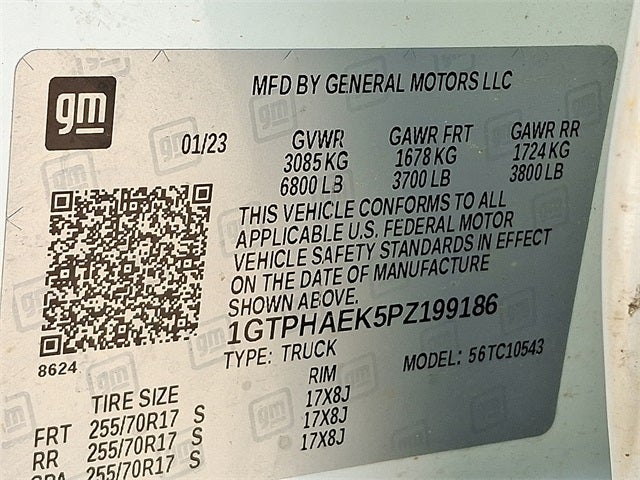 gm
MFD BY GENERAL MOTORS LLC
01/23 GVWR GAWR FRT GAWR RR
3085 KG 1678 KG 1724 KG
6800 LB 3700 LB 3800 LB
THIS VEHICLE CONFORMS TO ALL
APPLICABLE U.S. FEDERAL MOTOR
VEHICLE SAFETY STANDARDS IN EFFECT
ON THE DATE OF MANUFACTURE
SHOWN ABOVE.
1GTPHAEK5PZ199186
8624
TYPE: TRUCK MODEL: 56TC10543
TIRE SIZE RIM
FRT 255/70R17 S 17X8J
RR 255/70R17 S 17X8J
SPA 255/70R17 S 17X8J